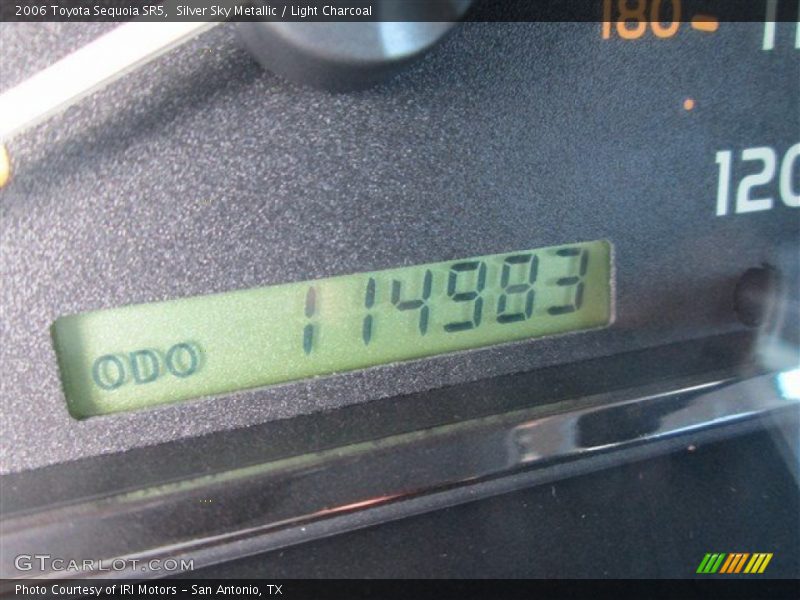 2006 Toyota Sequoia SR5, Silver Sky Metallic / Light Charcoal
180
120
ODO 114983
GTCARLOT.COM
Photo Courtesy of IRI Motors - San Antonio, TX